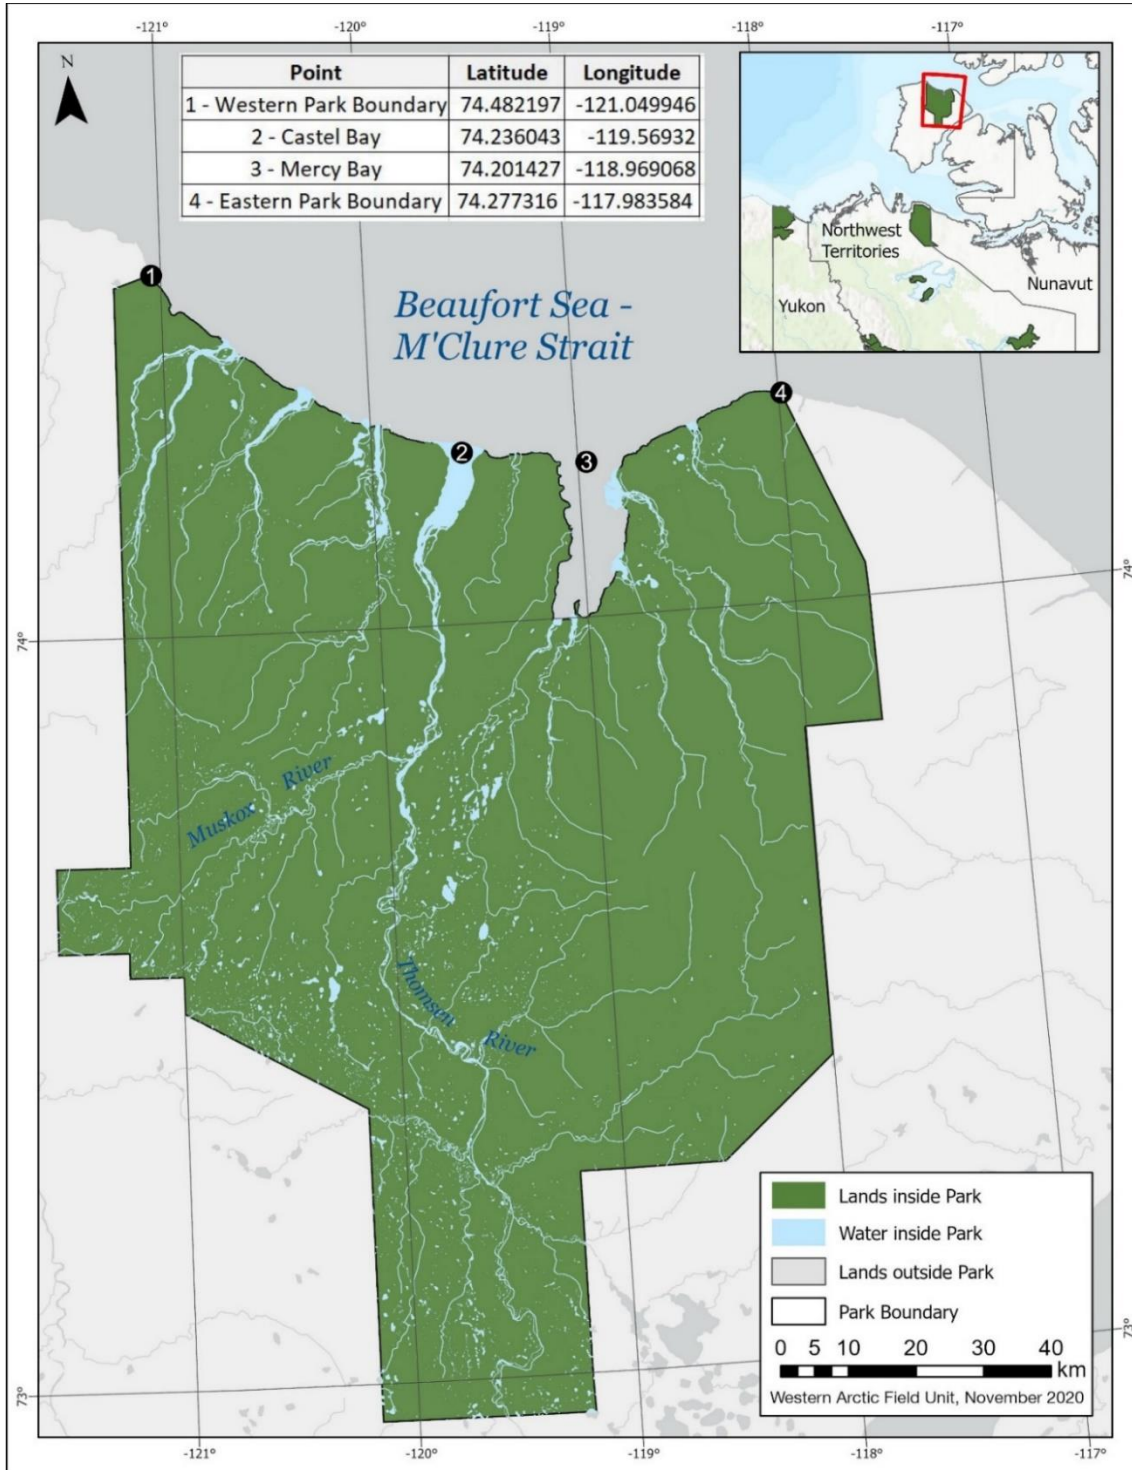 -121°
-120°
-119°
-118°
-117°
N
Point Latitude Longitude
1 - Western Park Boundary 74.482197 -121.049946
2 - Castel Bay 74.236043 -119.56932
3 - Mercy Bay 74.201427 -118.969068
4 - Eastern Park Boundary 74.277316 -117.983584
Northwest
Territories
Nunavut
Yukon
1
Beaufort Sea -
M'Clure Strait
4
2
3
74°
74°
Muskox River
Thomsen River
Lands inside Park
Water inside Park
Lands outside Park
Park Boundary
0 5 10 20 30 40
km
Western Arctic Field Unit, November 2020
73°
73°
-121°
-120°
-119°
-118°
-117°